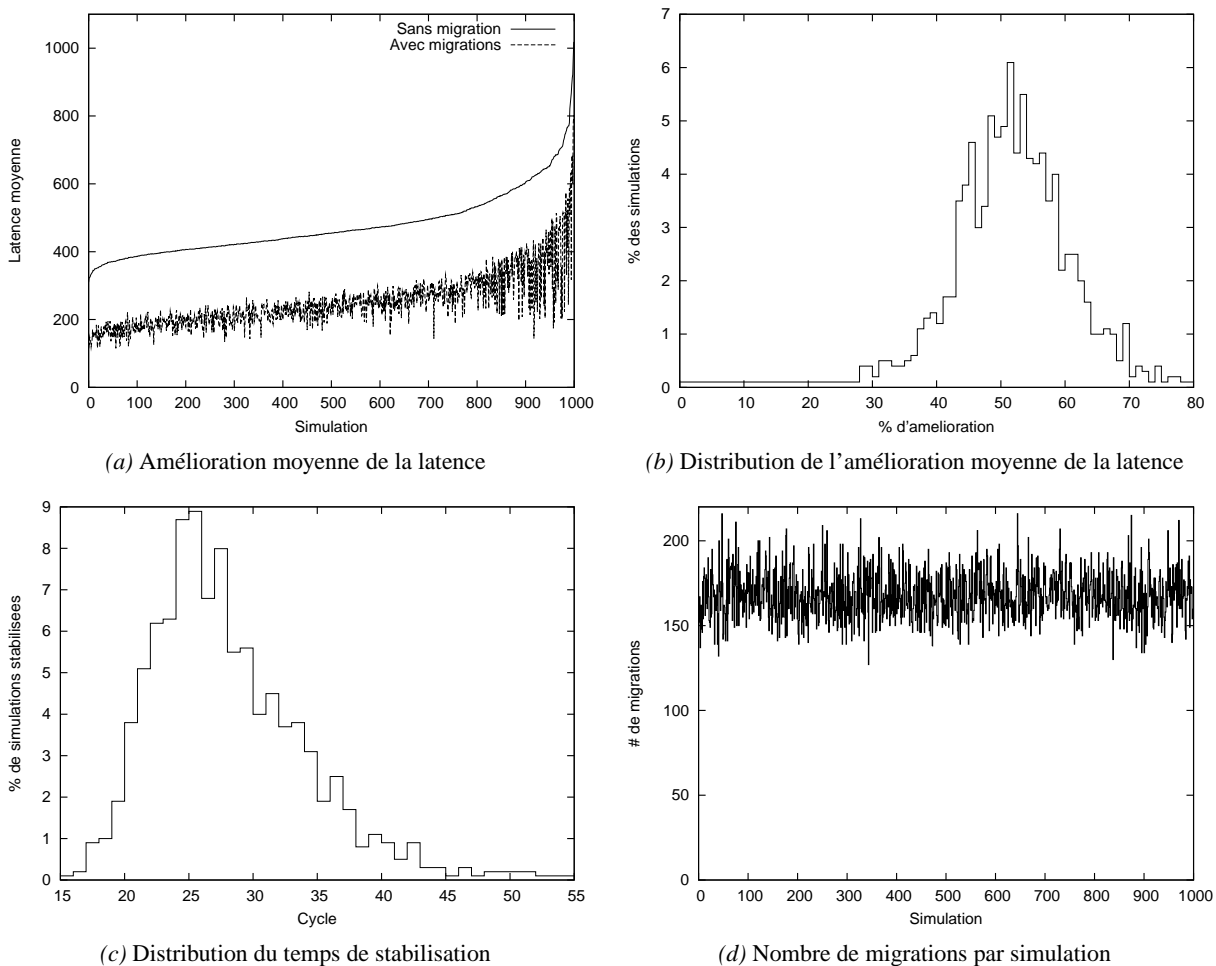 1000
800
600
400
200
0
Latence moyenne
Sans migration
Avec migrations
0 100 200 300 400 500 600 700 800 900 1000
Simulation
(a) Amélioration moyenne de la latence
7
6
5
4
3
2
1
0
% des simulations
0 10 20 30 40 50 60 70 80
% d'amelioration
(b) Distribution de l'amélioration moyenne de la latence
9
8
7
6
5
4
3
2
1
0
% de simulations stabilisees
15 20 25 30 35 40 45 50 55
Cycle
(c) Distribution du temps de stabilisation
200
150
100
50
0
# de migrations
0 100 200 300 400 500 600 700 800 900 1000
Simulation
(d) Nombre de migrations par simulation